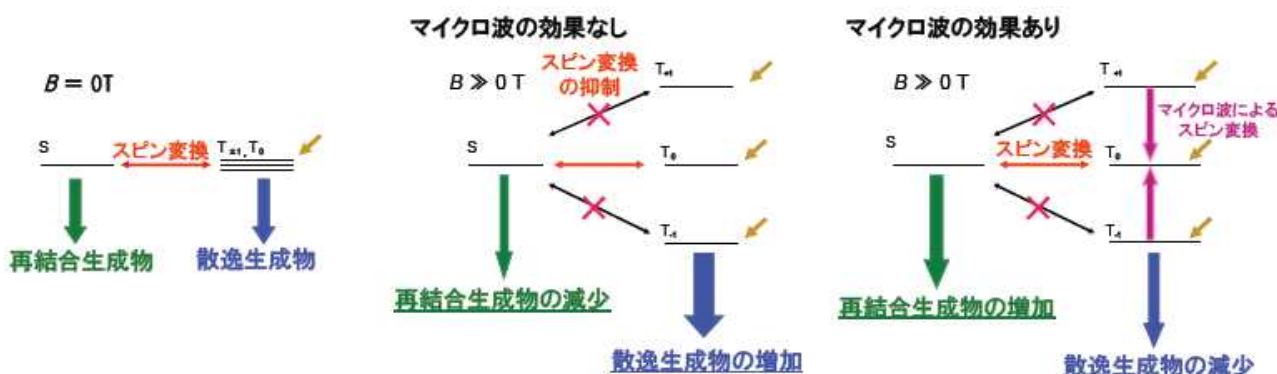 マイクロ波の効果なし
マイクロ波の効果あり
B = 0T
S
スピン変換
T±1, T0
再結合生成物
散逸生成物
B ≫ 0 T
スピン変換
の抑制
T+1
S
T0
T-1
再結合生成物の減少
散逸生成物の増加
B ≫ 0 T
T+1
マイクロ波による
スピン変換
S
スピン変換
T0
T-1
再結合生成物の増加
散逸生成物の減少